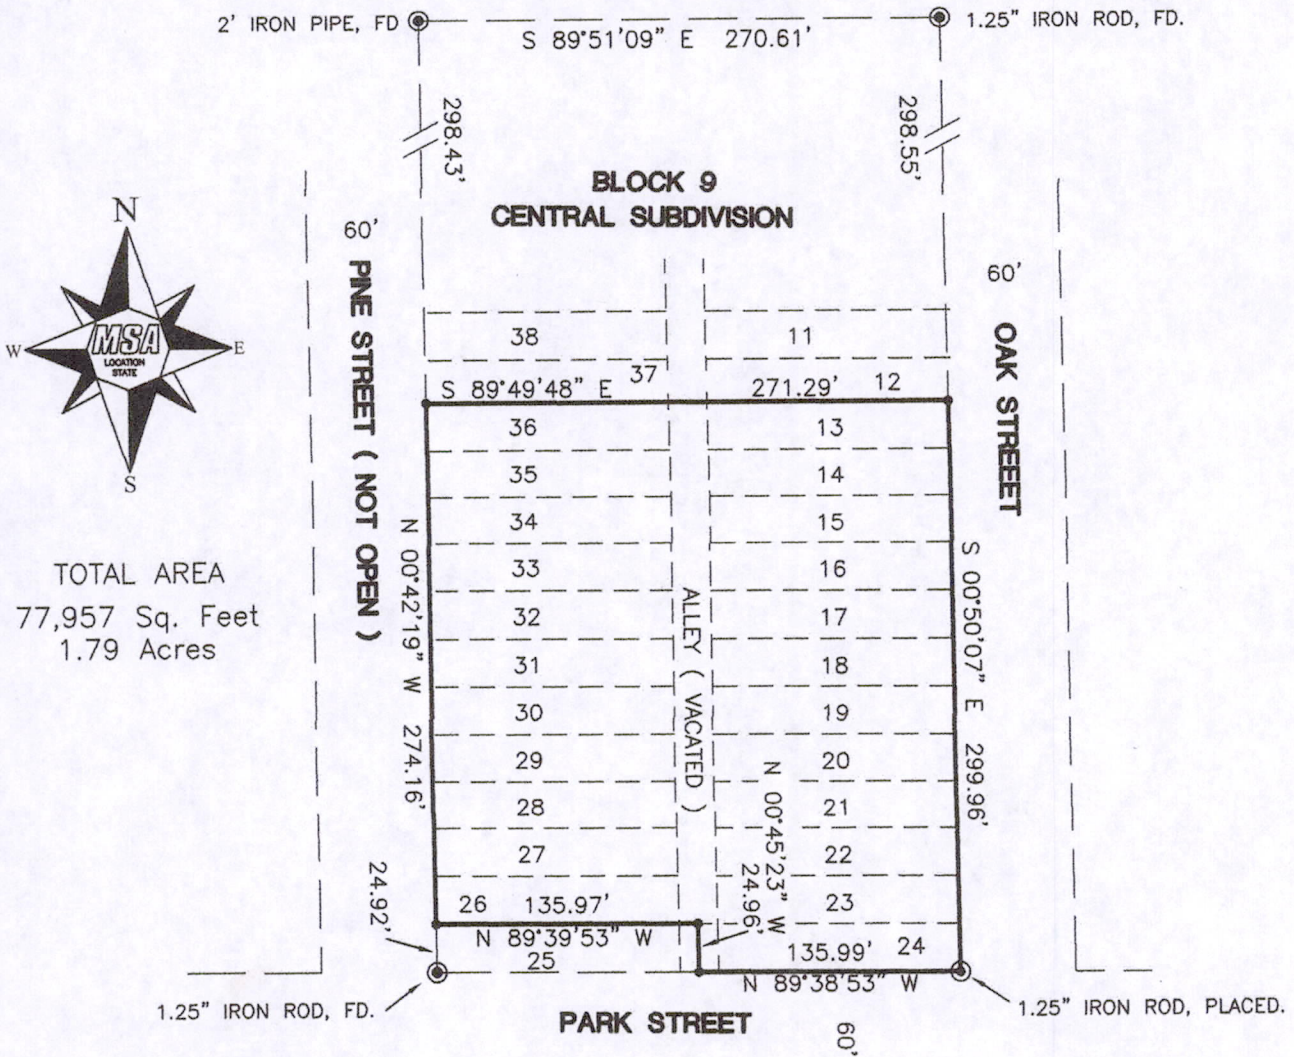 2' IRON PIPE, FD
1.25" IRON ROD, FD.
S 89°51'09" E 270.61'
298.43'
298.55'
BLOCK 9
CENTRAL SUBDIVISION
N
W
E
S
MSA
LOCATION
STATE
60'
PINE STREET ( NOT OPEN )
60'
OAK STREET
38
11
37
12
S 89°49'48" E 271.29'
36
13
35
14
34
15
33
16
32
17
31
18
30
19
29
20
28
21
27
22
26
23
25
24
N 00°42'19" W 274.16'
ALLEY ( VACATED )
S 00°50'07" E 299.96'
TOTAL AREA
77,957 Sq. Feet
1.79 Acres
N 00°45'23" W
24.96'
24.92'
135.97'
N 89°39'53" W
135.99'
N 89°38'53" W
1.25" IRON ROD, FD.
PARK STREET
60'
1.25" IRON ROD, PLACED.